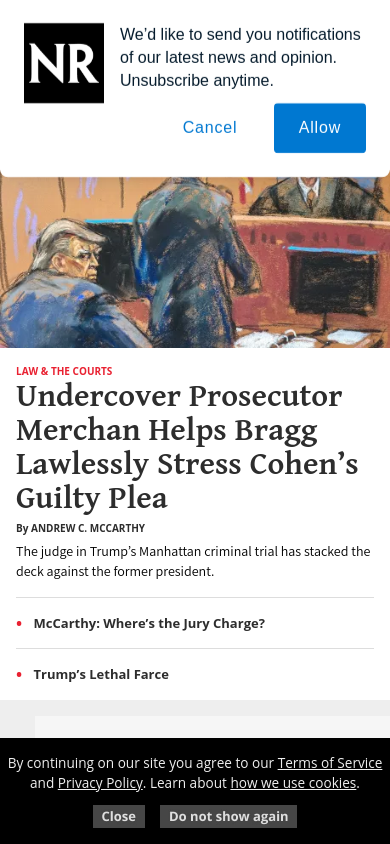 NR
We’d like to send you notifications
of our latest news and opinion.
Unsubscribe anytime.
Cancel
Allow
LAW & THE COURTS
Undercover Prosecutor
Merchan Helps Bragg
Lawlessly Stress Cohen’s
Guilty Plea
By ANDREW C. MCCARTHY
The judge in Trump’s Manhattan criminal trial has stacked the
deck against the former president.
• McCarthy: Where’s the Jury Charge?
• Trump’s Lethal Farce
By continuing on our site you agree to our Terms of Service
and Privacy Policy. Learn about how we use cookies.
Close
Do not show again